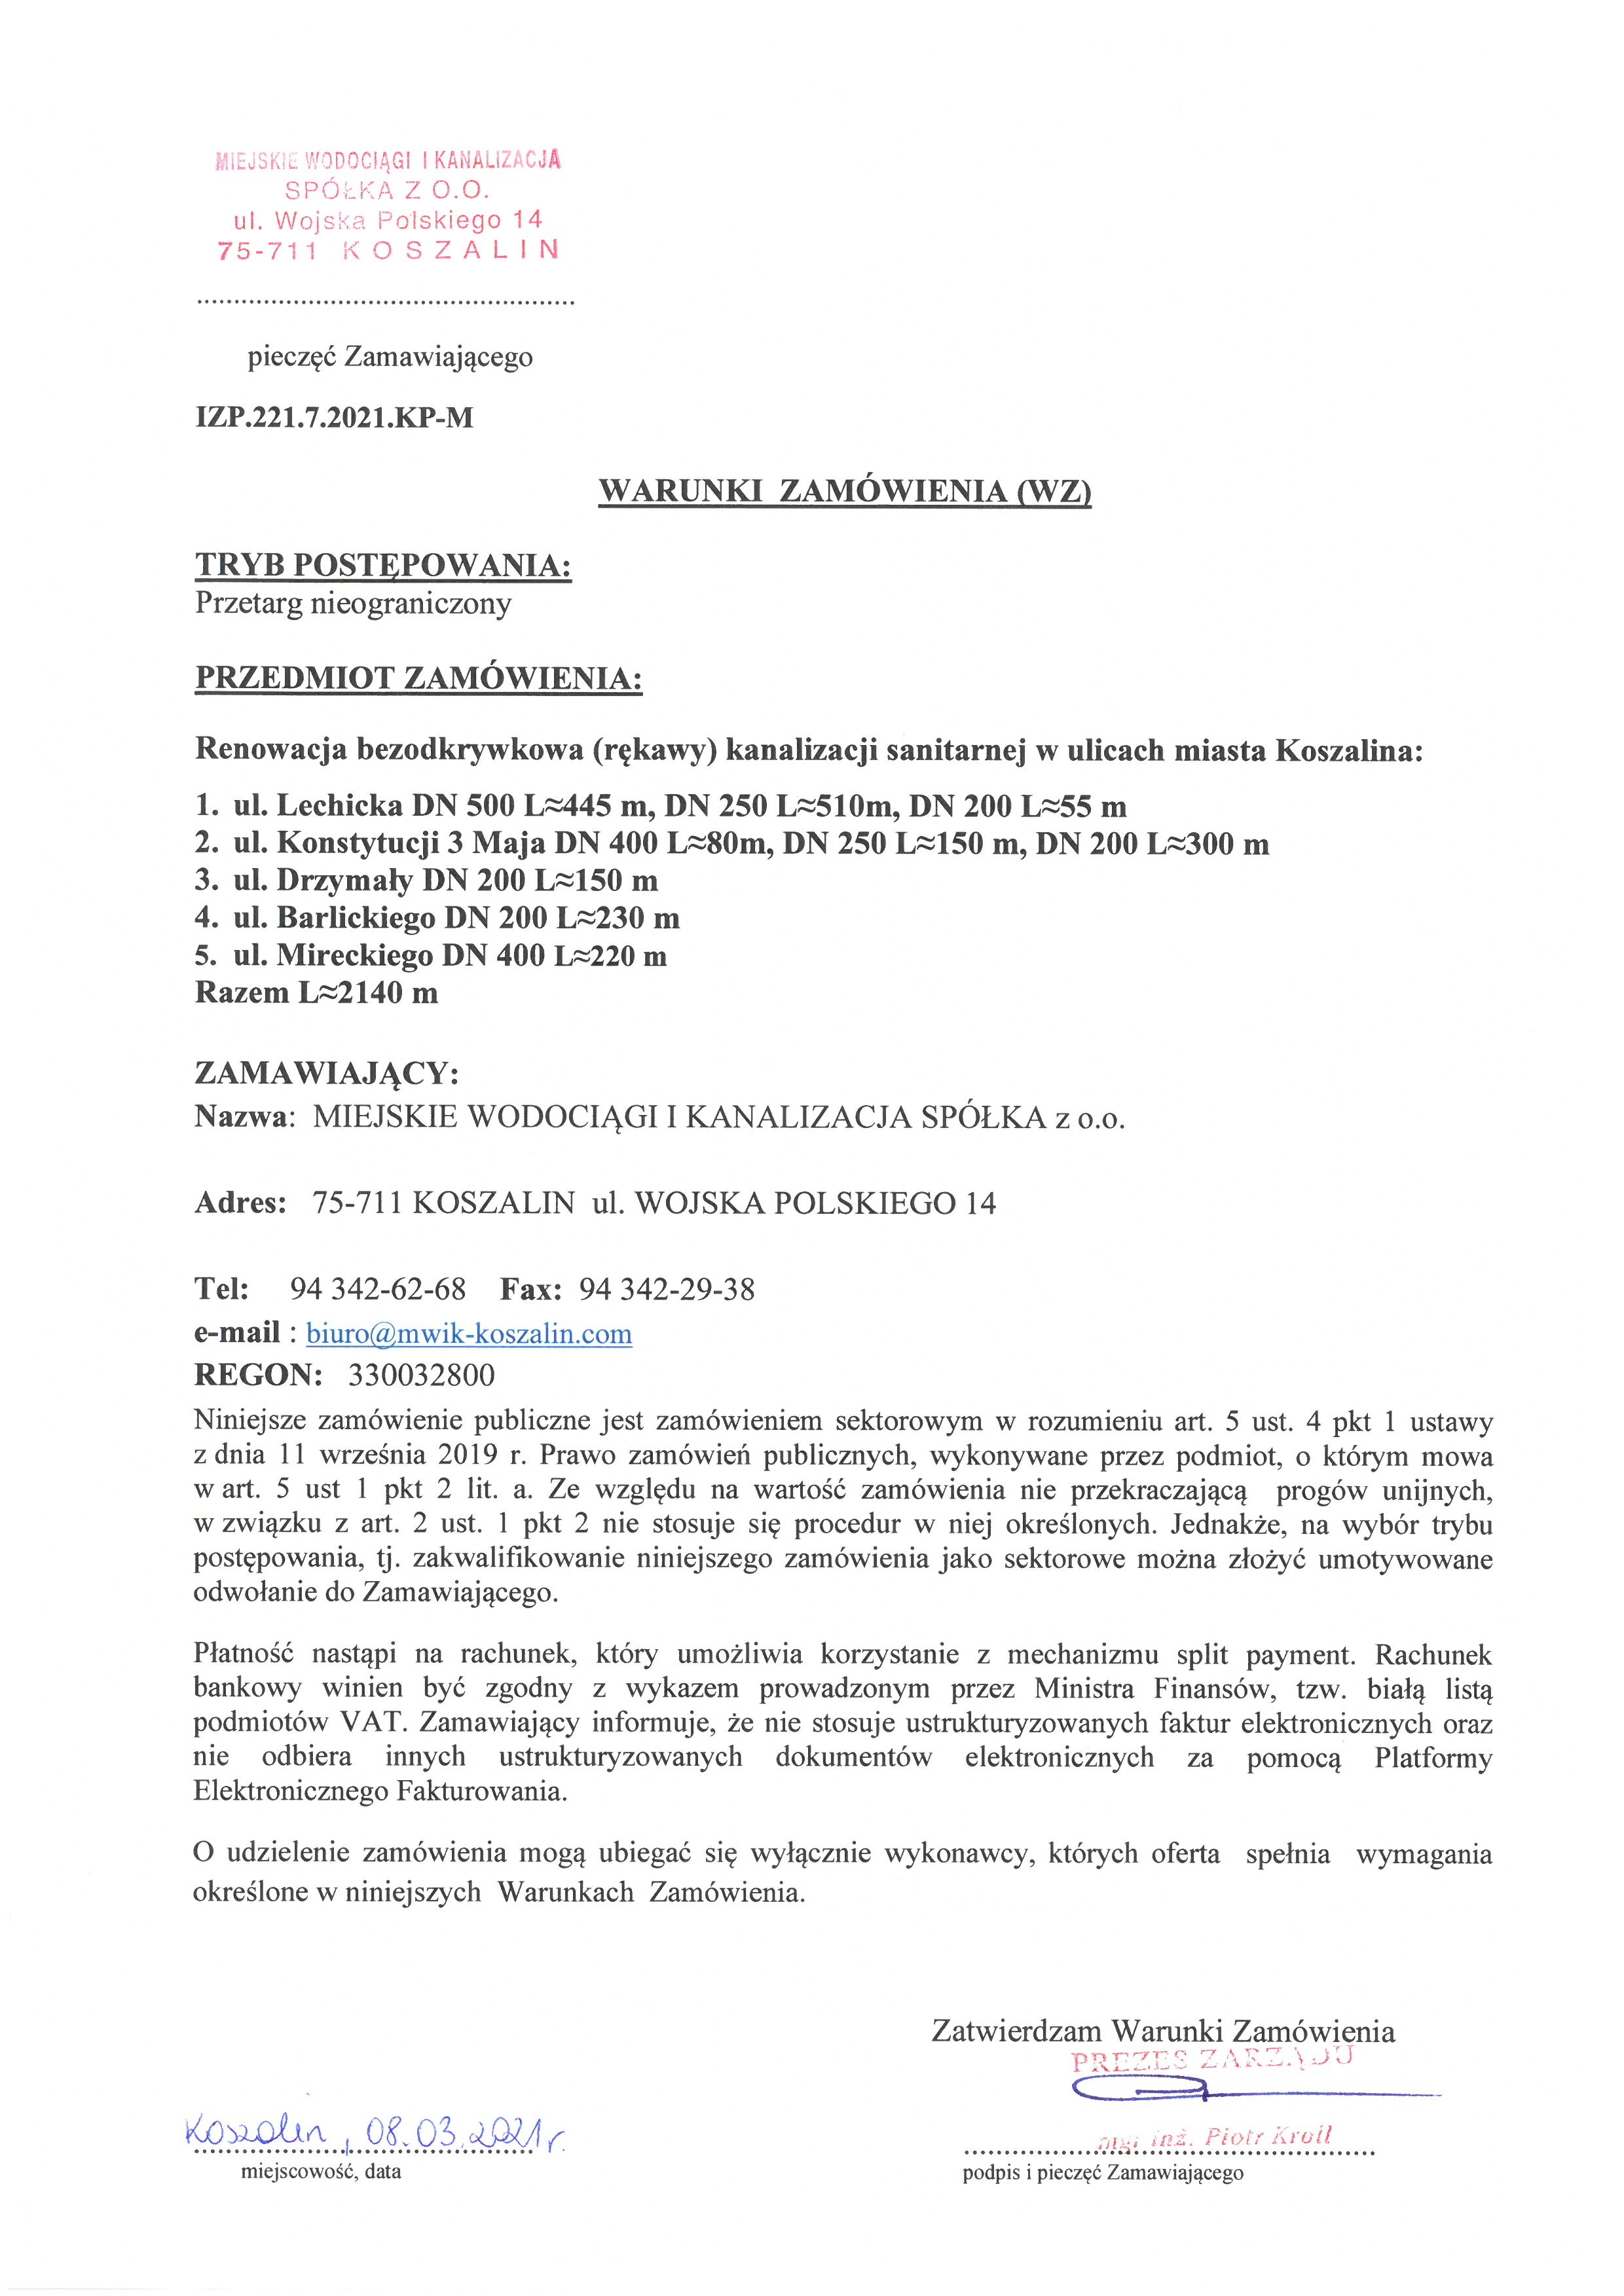 MIEJSKIE WODOCIĄGI I KANALIZACJA
SPÓŁKA Z O.O.
ul. Wojska Polskiego 14
75-711 KOSZALIN
pieczęć Zamawiającego
IZP.221.7.2021.KP-M
WARUNKI ZAMÓWIENIA (WZ)
TRYB POSTĘPOWANIA:
Przetarg nieograniczony
PRZEDMIOT ZAMÓWIENIA:
Renowacja bezodkrywkowa (rękawy) kanalizacji sanitarnej w ulicach miasta Koszalina:
1. ul. Lechicka DN 500 L≈445 m, DN 250 L≈510m, DN 200 L≈55 m
2. ul. Konstytucji 3 Maja DN 400 L≈80m, DN 250 L≈150 m, DN 200 L≈300 m
3. ul. Drzymały DN 200 L≈150 m
4. ul. Barlickiego DN 200 L≈230 m
5. ul. Mireckiego DN 400 L≈220 m
Razem L≈2140 m
ZAMAWIAJĄCY:
Nazwa: MIEJSKIE WODOCIĄGI I KANALIZACJA SPÓŁKA z o.o.
Adres: 75-711 KOSZALIN ul. WOJSKA POLSKIEGO 14
Tel: 94 342-62-68 Fax: 94 342-29-38
e-mail : biuro@mwik-koszalin.com
REGON: 330032800
Niniejsze zamówienie publiczne jest zamówieniem sektorowym w rozumieniu art. 5 ust. 4 pkt 1 ustawy
z dnia 11 września 2019 r. Prawo zamówień publicznych, wykonywane przez podmiot, o którym mowa
w art. 5 ust 1 pkt 2 lit. a. Ze względu na wartość zamówienia nie przekraczającą progów unijnych,
w związku z art. 2 ust. 1 pkt 2 nie stosuje się procedur w niej określonych. Jednakże, na wybór trybu
postępowania, tj. zakwalifikowanie niniejszego zamówienia jako sektorowe można złożyć umotywowane
odwołanie do Zamawiającego.
Płatność nastąpi na rachunek, który umożliwia korzystanie z mechanizmu split payment. Rachunek
bankowy winien być zgodny z wykazem prowadzonym przez Ministra Finansów, tzw. białą listą
podmiotów VAT. Zamawiający informuje, że nie stosuje ustrukturyzowanych faktur elektronicznych oraz
nie odbiera innych ustrukturyzowanych dokumentów elektronicznych za pomocą Platformy
Elektronicznego Fakturowania.
O udzielenie zamówienia mogą ubiegać się wyłącznie wykonawcy, których oferta spełnia wymagania
określone w niniejszych Warunkach Zamówienia.
Zatwierdzam Warunki Zamówienia
PREZES ZARZĄDU
Koszalin, 08.03.2021r.
mgr inż. Piotr Kroll
miejscowość, data
podpis i pieczęć Zamawiającego